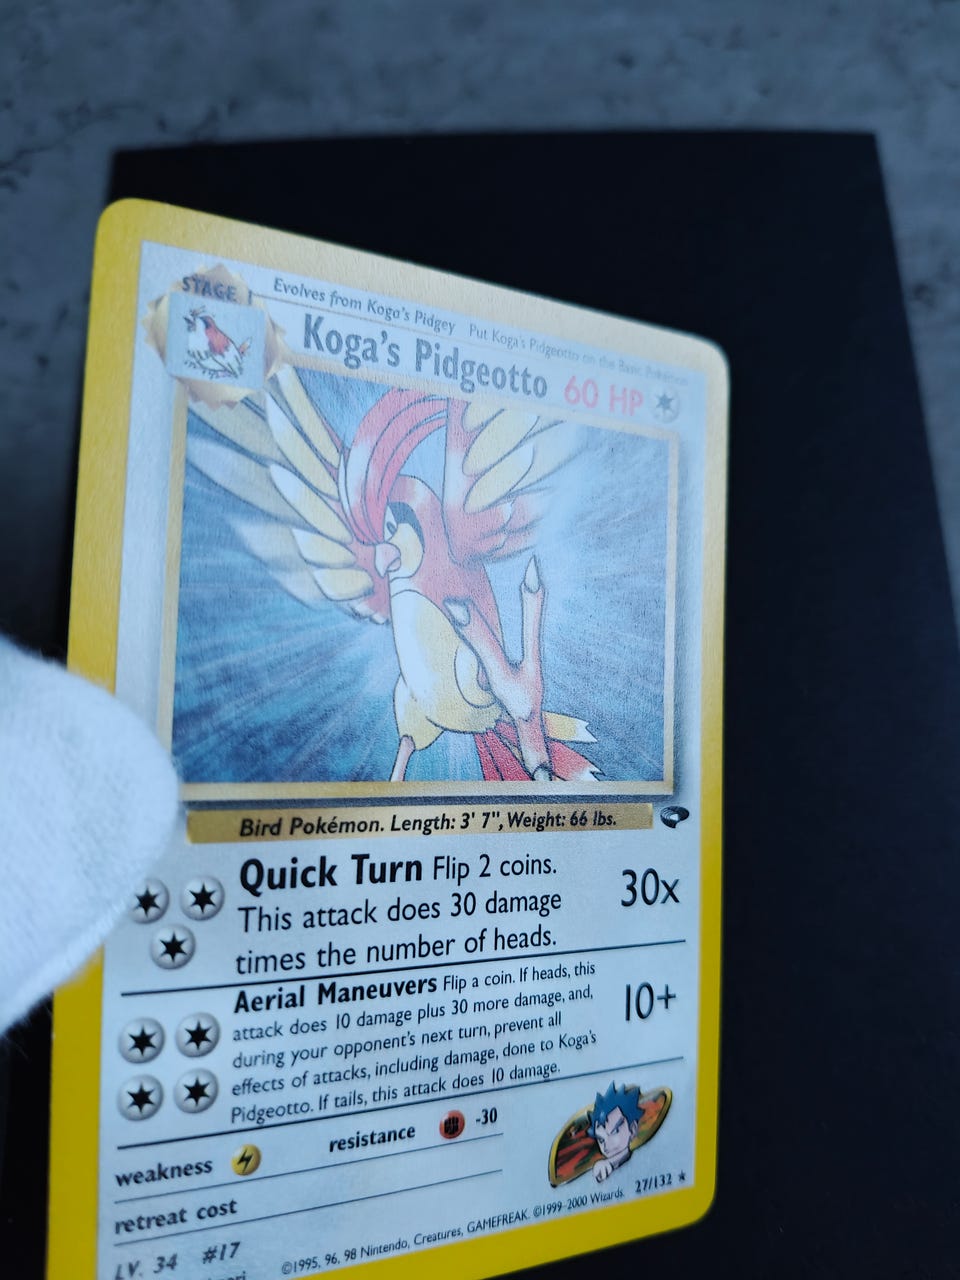 STAGE 1
Evolves from Koga's Pidgey Put Koga's Pidgeotto on the Basic Pokémon
Koga's Pidgeotto 60 HP
Bird Pokémon. Length: 3' 7", Weight: 66 lbs.
Quick Turn Flip 2 coins.
This attack does 30 damage 30x
times the number of heads.
Aerial Maneuvers Flip a coin. If heads, this
attack does 10 damage plus 30 more damage, and, 10+
during your opponent's next turn, prevent all
effects of attacks, including damage, done to Koga's
Pidgeotto. If tails, this attack does 10 damage.
weakness resistance -30
retreat cost
LV. 34 #17
©1995, 96, 98 Nintendo, Creatures, GAMEFREAK. ©1999-2000 Wizards. 27/132